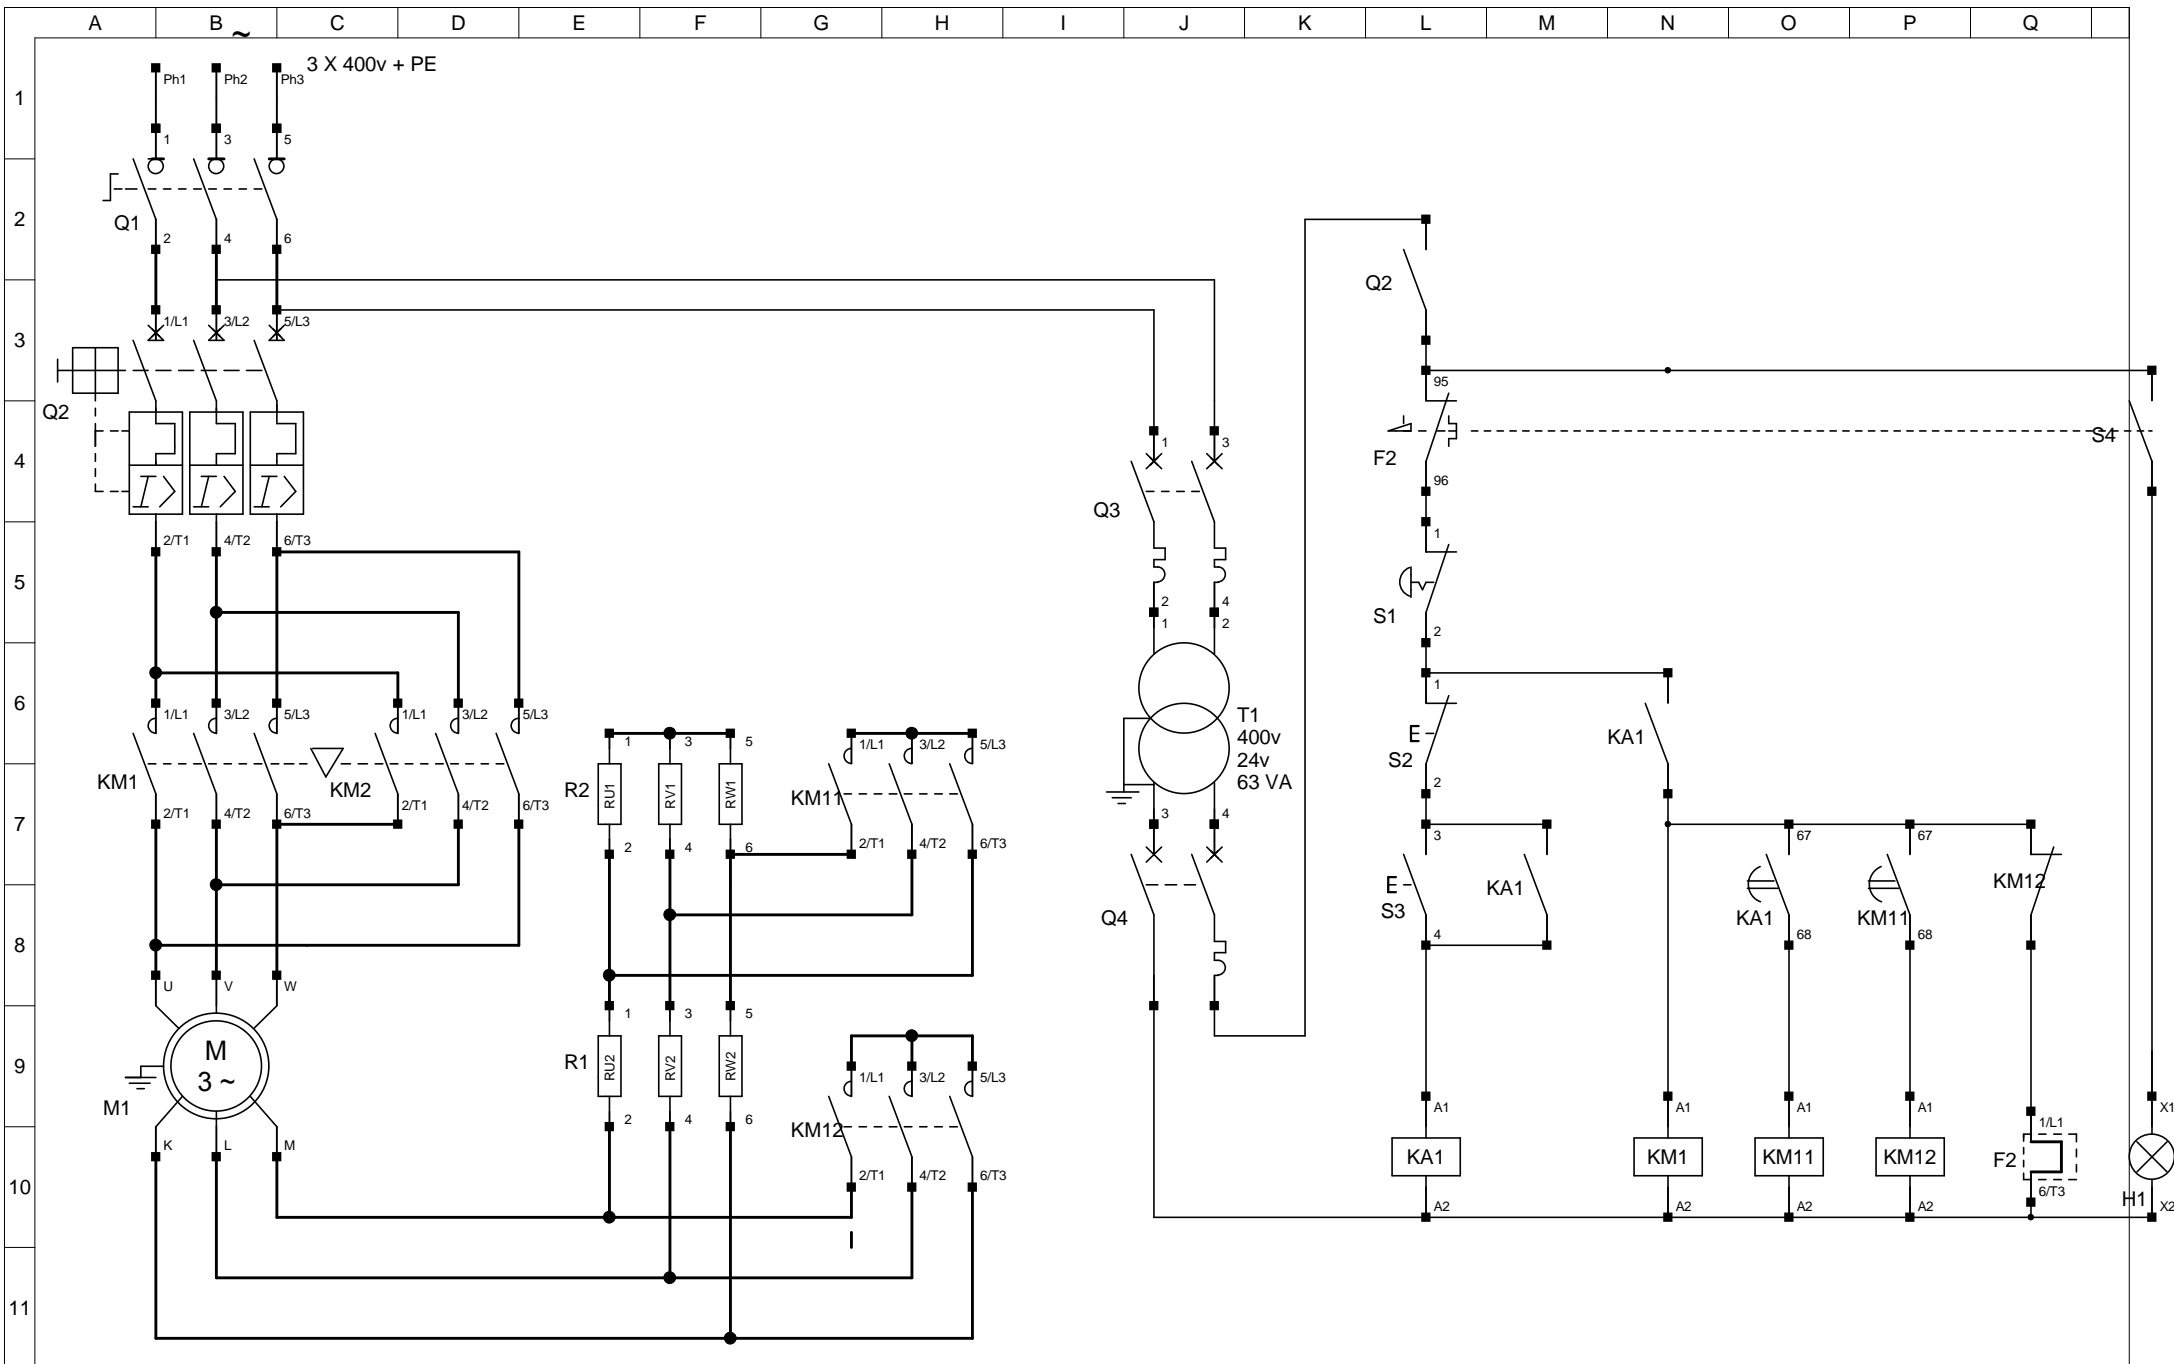 A B C D E F G H I J K L M N O P Q
~
3 X 400v + PE
Ph1 Ph2 Ph3
1
1 3 5
Q1
2
2 4 6
Q2
1/L1 3/L2 5/L3
3
95
Q2
1 3
F2
S4
4
96
Q3
1
2/T1 4/T2 6/T3
5
2 4
1 2
S1
2
1
6
1/L1 3/L2 5/L3 1/L1 3/L2 5/L3
T1
400v
24v
63 VA
E
S2
KA1
1 3 5 1/L1 3/L2 5/L3
KM1
KM2
R2 RU1 RV1 RW1
KM11
2
2/T1 4/T2 6/T3 2/T1 4/T2 6/T3
3 4
7
3
67 67
2 4 6 2/T1 4/T2 6/T3
E
S3
KA1
KM12
Q4
KA1
KM11
4
68 68
8
U V W
1 3 5
M
3 ~
9
R1 RU2 RV2 RW2
1/L1 3/L2 5/L3
M1
A1 A1 A1 A1
X1
2 4 6
KM12
1/L1
K L M
KA1 KM1 KM11 KM12 F2
2/T1 4/T2 6/T3
10
6/T3
H1
A2 A2 A2 A2
X2
11